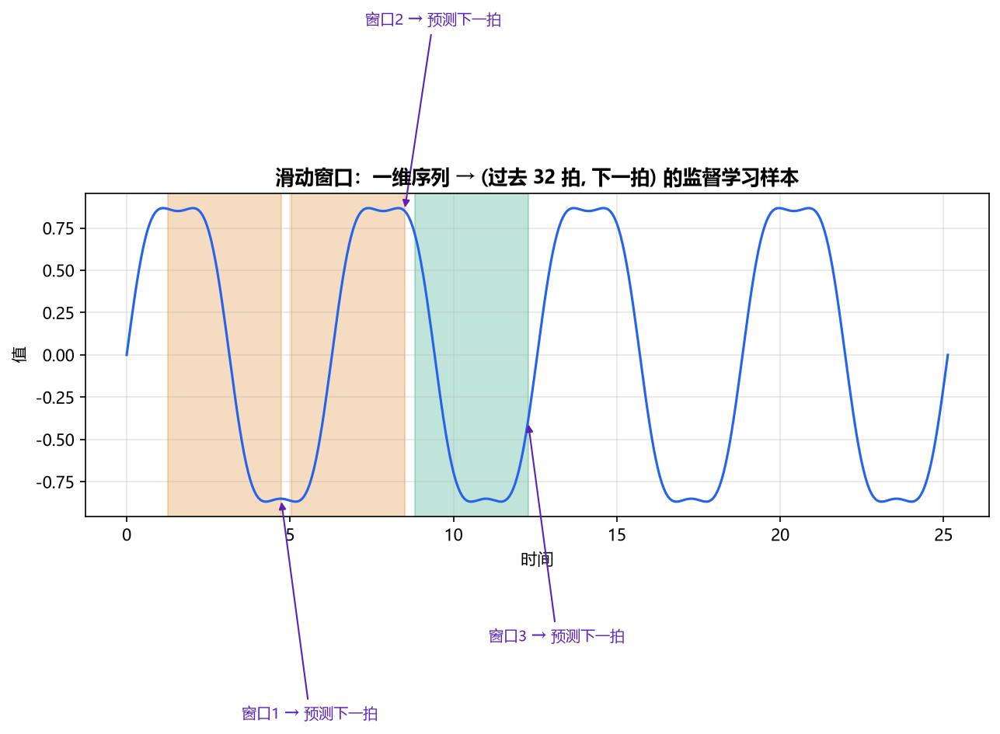 窗口2 → 预测下一拍
滑动窗口：一维序列 → (过去 32 拍, 下一拍) 的监督学习样本
值
0.75
0.50
0.25
0.00
-0.25
-0.50
-0.75
0 5 10 15 20 25
时间
窗口3 → 预测下一拍
窗口1 → 预测下一拍